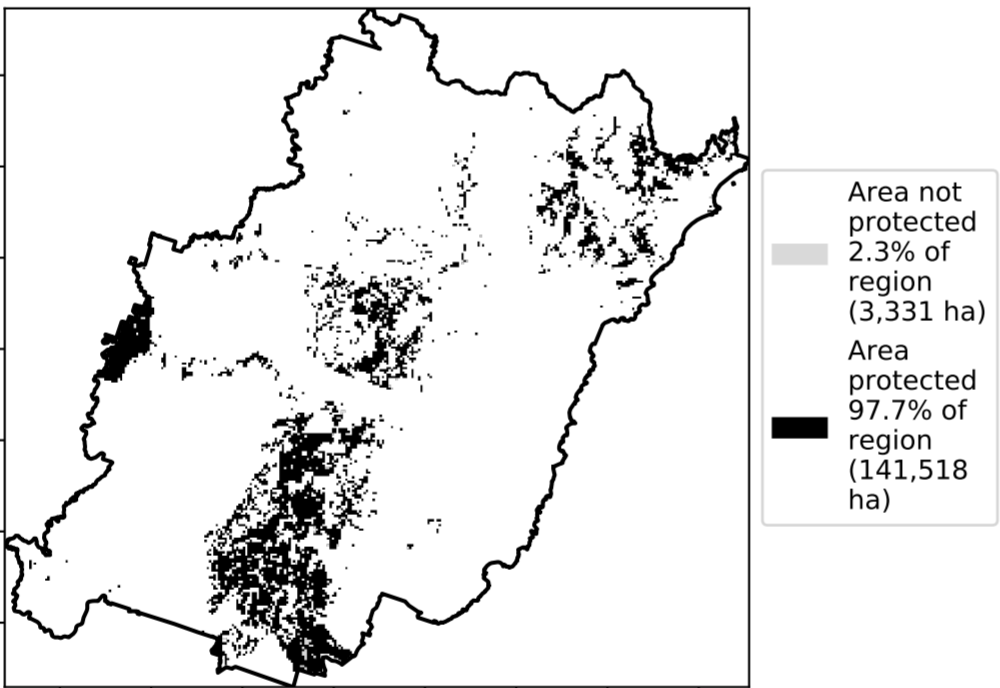 Area not
protected
2.3% of
region
(3,331 ha)
Area
protected
97.7% of
region
(141,518
ha)